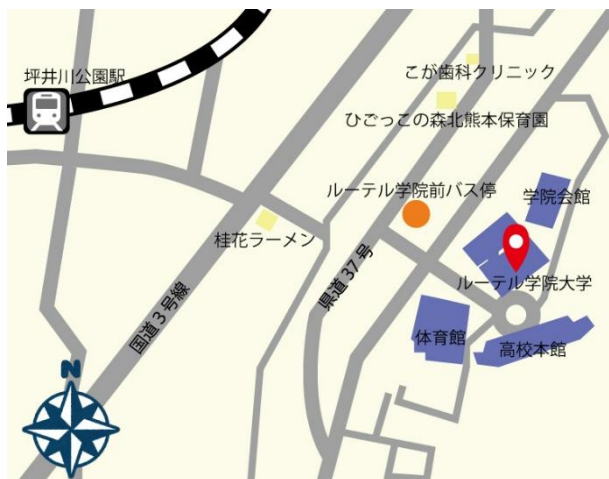 坪井川公園駅
こが歯科クリニック
ひごっこの森北熊本保育園
ルーテル学院前バス停
学院会館
桂花ラーメン
県道37号
ルーテル学院大学
国道3号線
体育館
高校本館
N